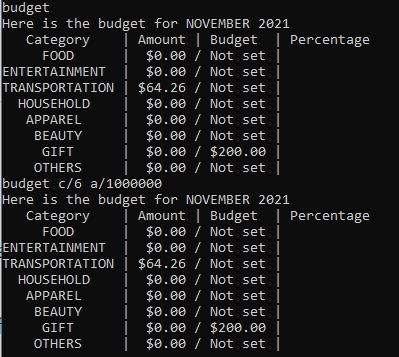 budget
Here is the budget for NOVEMBER 2021
Category | Amount | Budget | Percentage
FOOD | $0.00 / Not set |
ENTERTAINMENT | $0.00 / Not set |
TRANSPORTATION | $64.26 / Not set |
HOUSEHOLD | $0.00 / Not set |
APPAREL | $0.00 / Not set |
BEAUTY | $0.00 / Not set |
GIFT | $0.00 / $200.00 |
OTHERS | $0.00 / Not set |
budget c/6 a/1000000
Here is the budget for NOVEMBER 2021
Category | Amount | Budget | Percentage
FOOD | $0.00 / Not set |
ENTERTAINMENT | $0.00 / Not set |
TRANSPORTATION | $64.26 / Not set |
HOUSEHOLD | $0.00 / Not set |
APPAREL | $0.00 / Not set |
BEAUTY | $0.00 / Not set |
GIFT | $0.00 / $200.00 |
OTHERS | $0.00 / Not set |